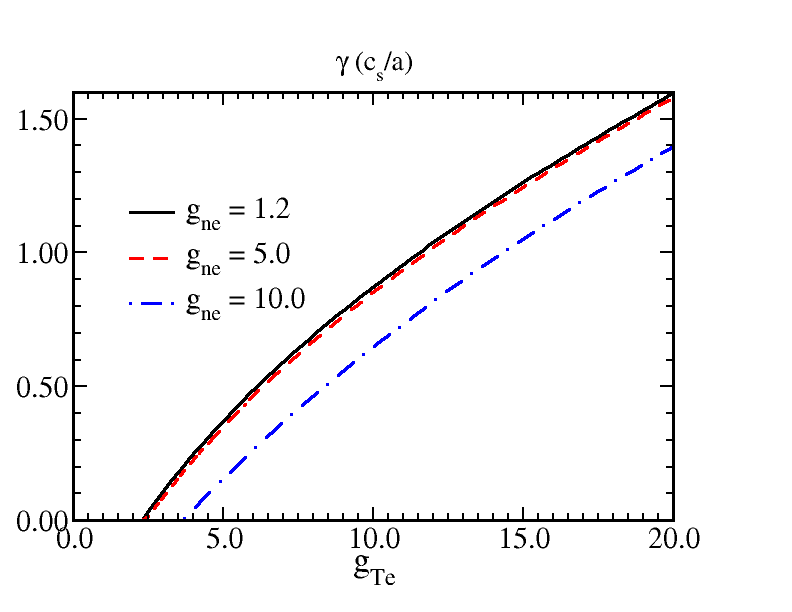 γ (c_s/a)
1.50
g_ne = 1.2
1.00
g_ne = 5.0
g_ne = 10.0
0.50
0.00
0.0 5.0 10.0 15.0 20.0
g_Te